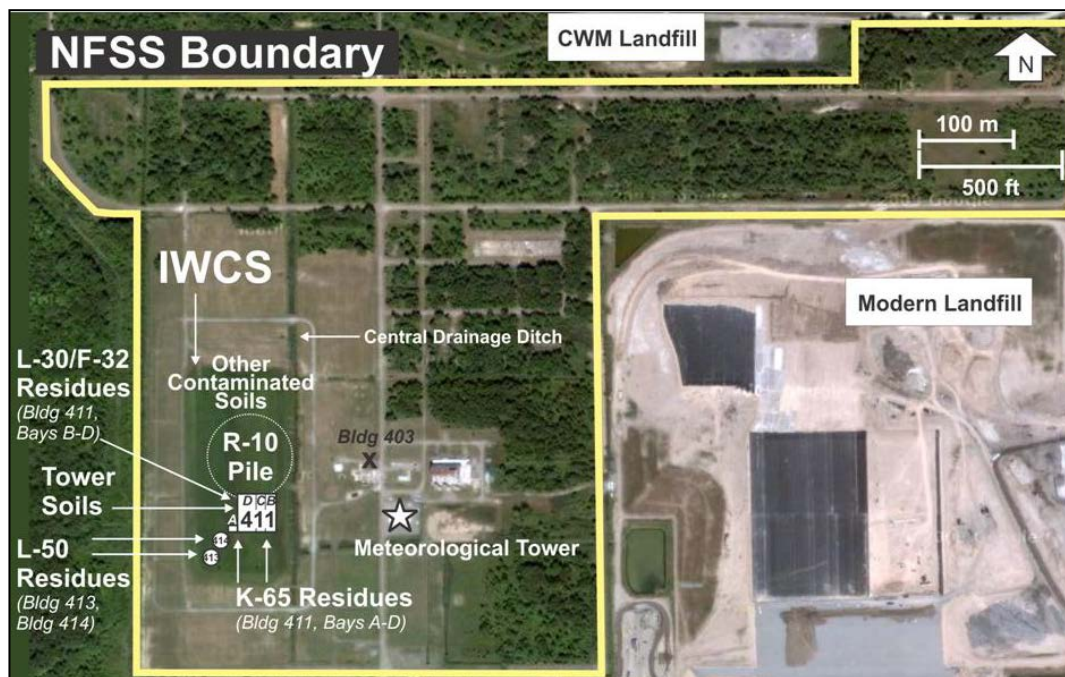 NFSS Boundary
CWM Landfill
N
100 m
500 ft
IWCS
Modern Landfill
Central Drainage Ditch
Other
Contaminated
Soils
L-30/F-32
Residues
(Bldg 411,
Bays B-D)
R-10
Pile
Bldg 403
X
Tower
Soils
D CB
A 411
414
413
Meteorological Tower
L-50
Residues
(Bldg 413,
Bldg 414)
K-65 Residues
(Bldg 411, Bays A-D)